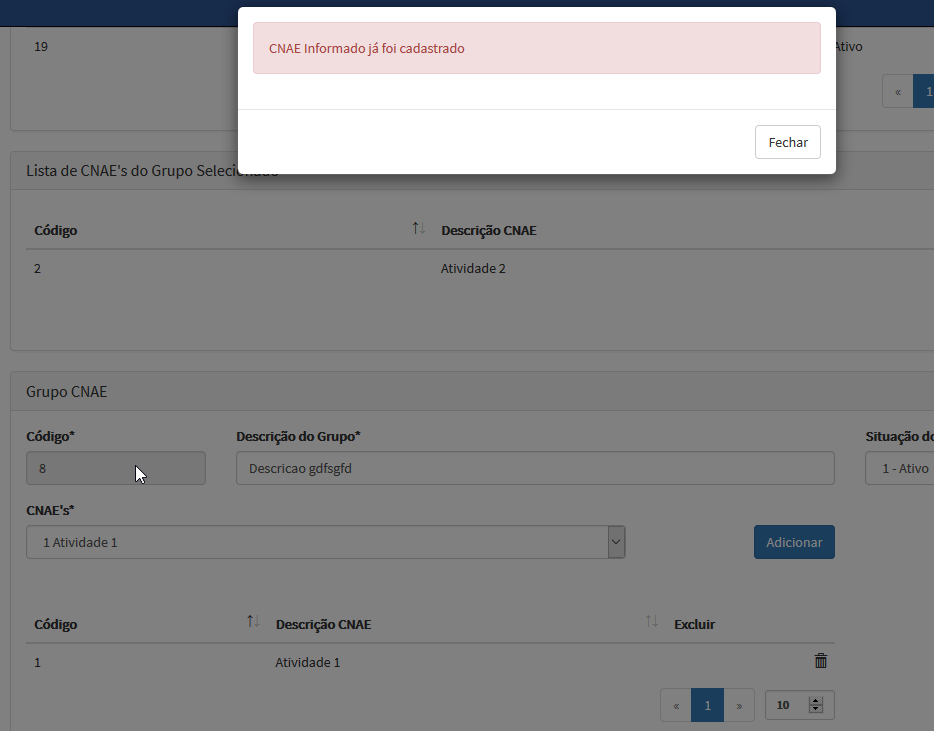 CNAE Informado já foi cadastrado
Fechar
19 Ativo
« 1
Lista de CNAE's do Grupo Selecionado
Código Descrição CNAE
2 Atividade 2
Grupo CNAE
Código* Descrição do Grupo* Situação do
8 Descricao gdfsgfd 1 - Ativo
CNAE's*
1 Atividade 1 Adicionar
Código Descrição CNAE Excluir
1 Atividade 1
« 1 » 10